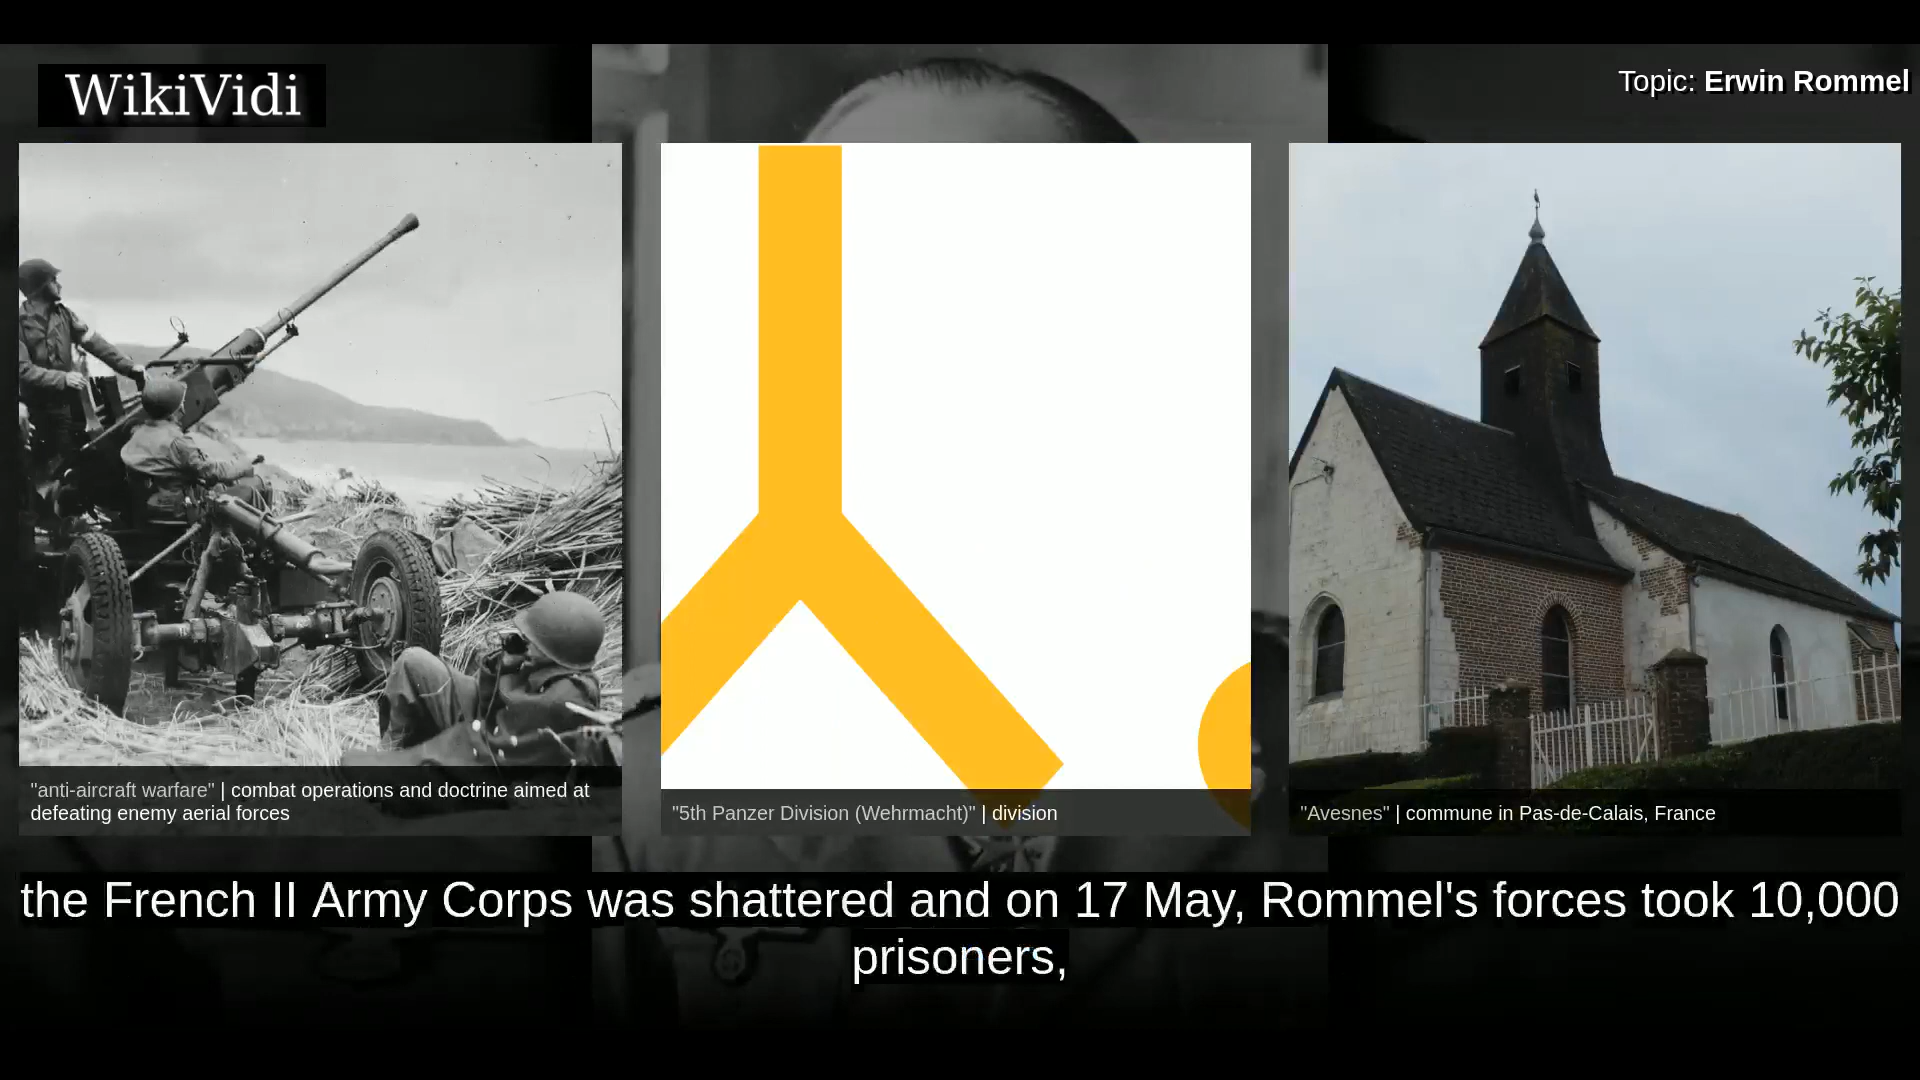 WikiVidi
Topic: Erwin Rommel
"anti-aircraft warfare" | combat operations and doctrine aimed at
defeating enemy aerial forces
"5th Panzer Division (Wehrmacht)" | division
"Avesnes" | commune in Pas-de-Calais, France
the French II Army Corps was shattered and on 17 May, Rommel's forces took 10,000
prisoners,